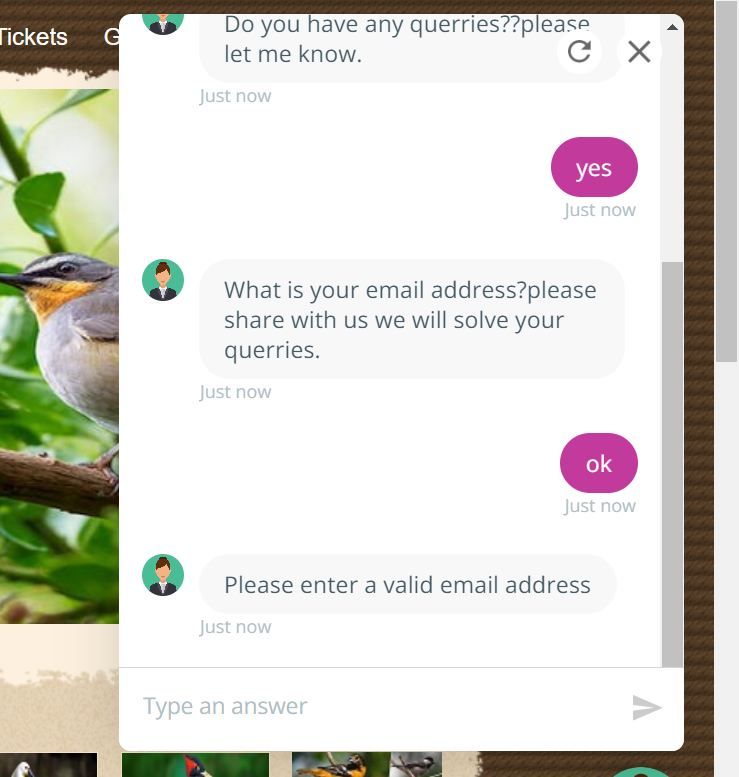 Tickets
G
Do you have any querries??please
let me know.
Just now
yes
Just now
What is your email address?please
share with us we will solve your
querries.
Just now
ok
Just now
Please enter a valid email address
Just now
Type an answer